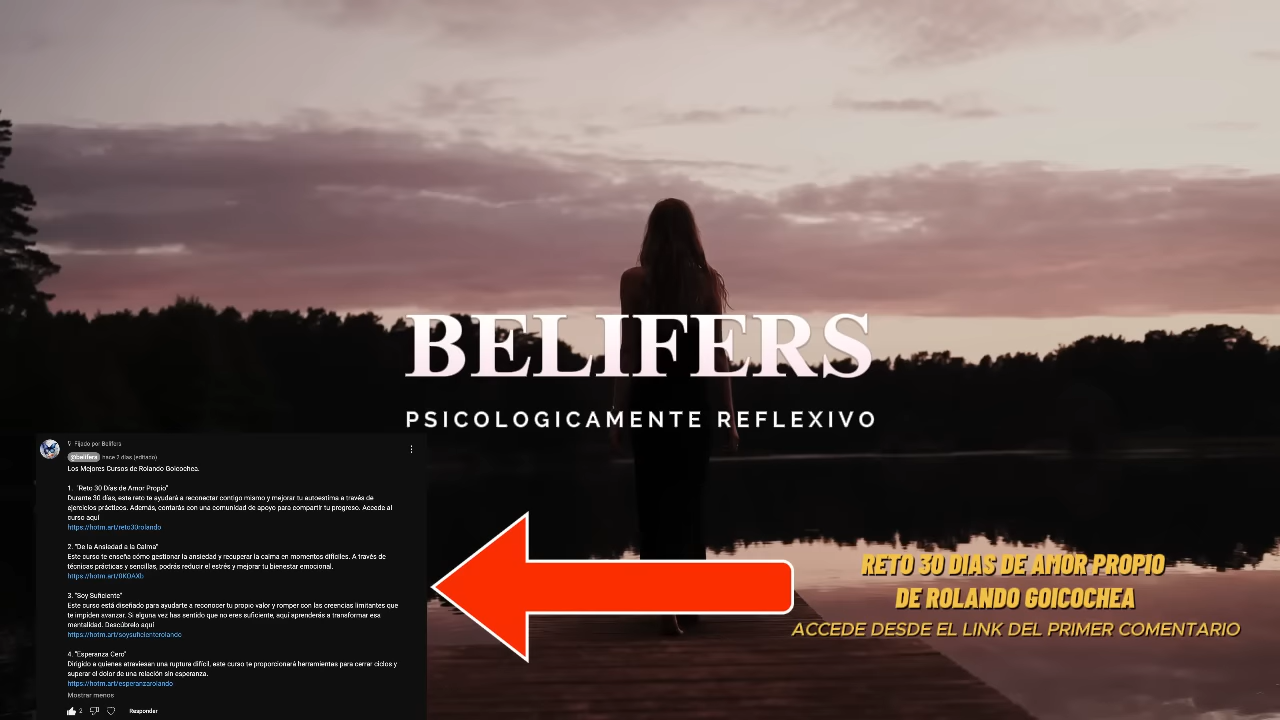 BELIFERS
PSICOLOGICAMENTE REFLEXIVO
Fijado por Belifers
@belifers hace 2 días (editado)
Los Mejores Cursos de Rolando Goicochea.
1. "Reto 30 Días de Amor Propio"
Durante 30 días, este reto te ayudará a reconectar contigo mismo y mejorar tu autoestima a través de
ejercicios prácticos. Además, contarás con una comunidad de apoyo para compartir tu progreso. Accede al
curso aquí
https://hotm.art/reto30rolando
2. "De la Ansiedad a la Calma"
Este curso te enseña cómo gestionar la ansiedad y recuperar la calma en momentos difíciles. A través de
técnicas prácticas y sencillas, podrás reducir el estrés y mejorar tu bienestar emocional.
https://hotm.art/0KOAXb
3. "Soy Suficiente"
Este curso está diseñado para ayudarte a reconocer tu propio valor y romper con las creencias limitantes que
te impiden avanzar. Si alguna vez has sentido que no eres suficiente, aquí aprenderás a transformar esa
mentalidad. Descúbrelo aquí
https://hotm.art/soysuficienterolando
4. "Esperanza Cero"
Dirigido a quienes atraviesan una ruptura difícil, este curso te proporcionará herramientas para cerrar ciclos y
superar el dolor de una relación sin esperanza.
https://hotm.art/esperanzarolando
Mostrar menos
2 Responder
RETO 30 DIAS DE AMOR PROPIO
DE ROLANDO GOICOCHEA
ACCEDE DESDE EL LINK DEL PRIMER COMENTARIO